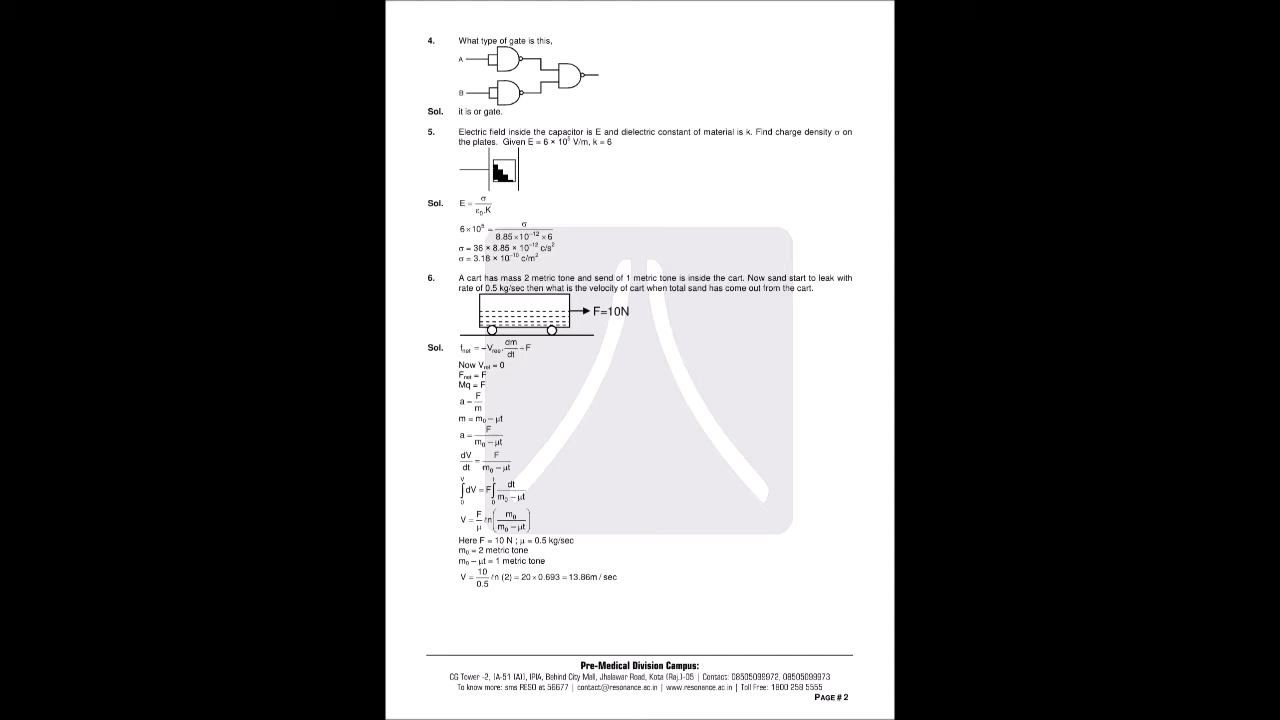 4. What type of gate is this,
A
B
Sol. it is or gate.
5. Electric field inside the capacitor is E and dielectric constant of material is k. Find charge density σ on
the plates. Given E = 6 × 10⁵ V/m, k = 6
Sol. E = σ / ε₀.K
6×10⁵ = σ / 8.85×10⁻¹² ×6
σ = 36 × 8.85 × 10⁻¹² c/s²
σ = 3.18 × 10⁻¹⁰ c/m²
6. A cart has mass 2 metric tone and send of 1 metric tone is inside the cart. Now sand start to leak with
rate of 0.5 kg/sec then what is the velocity of cart when total sand has come out from the cart.
F=10N
Sol. fnet = –Vree. dm/dt – F
Now Vrel = 0
Fnet = F
Mq = F
a = F/m
m = m₀ – μt
a = F / m₀ – μt
dV/dt = F / m₀ – μt
∫₀ᵛ dV = F ∫₀ᵗ dt / m₀ – μt
V = F/μ ℓn (m₀ / m₀ – μt)
Here F = 10 N ; μ = 0.5 kg/sec
m₀ = 2 metric tone
m₀ – μt = 1 metric tone
V = 10/0.5 ℓn (2) = 20 × 0.693 = 13.86m / sec
Pre-Medical Division Campus:
CG Tower -2, [A-51 (A)], IPIA, Behind City Mall, Jhalawar Road, Kota (Raj.)-05 | Contact: 08505099972, 08505099973
To know more: sms RESO at 56677 | contact@resonance.ac.in | www.resonance.ac.in | Toll Free: 1800 258 5555
PAGE # 2